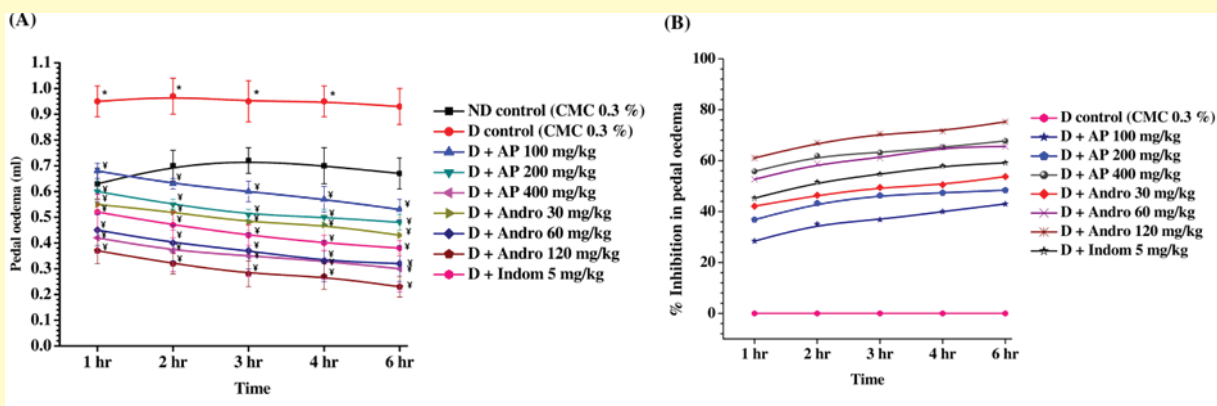 (A)
Pedal oedema (ml)
1.1
1.0
0.9
0.8
0.7
0.6
0.5
0.4
0.3
0.2
0.1
0.0
1 hr 2 hr 3 hr 4 hr 6 hr
Time
* * * *
¥ ¥ ¥ ¥ ¥
¥ ¥ ¥ ¥ ¥
¥ ¥ ¥ ¥ ¥
¥ ¥ ¥ ¥ ¥
¥ ¥ ¥ ¥ ¥
¥ ¥ ¥ ¥ ¥
¥ ¥ ¥ ¥ ¥
ND control (CMC 0.3 %)
D control (CMC 0.3 %)
D + AP 100 mg/kg
D + AP 200 mg/kg
D + AP 400 mg/kg
D + Andro 30 mg/kg
D + Andro 60 mg/kg
D + Andro 120 mg/kg
D + Indom 5 mg/kg
(B)
% Inhibition in pedal oedema
100
80
60
40
20
0
1 hr 2 hr 3 hr 4 hr 6 hr
Time
D control (CMC 0.3 %)
D + AP 100 mg/kg
D + AP 200 mg/kg
D + AP 400 mg/kg
D + Andro 30 mg/kg
D + Andro 60 mg/kg
D + Andro 120 mg/kg
D + Indom 5 mg/kg